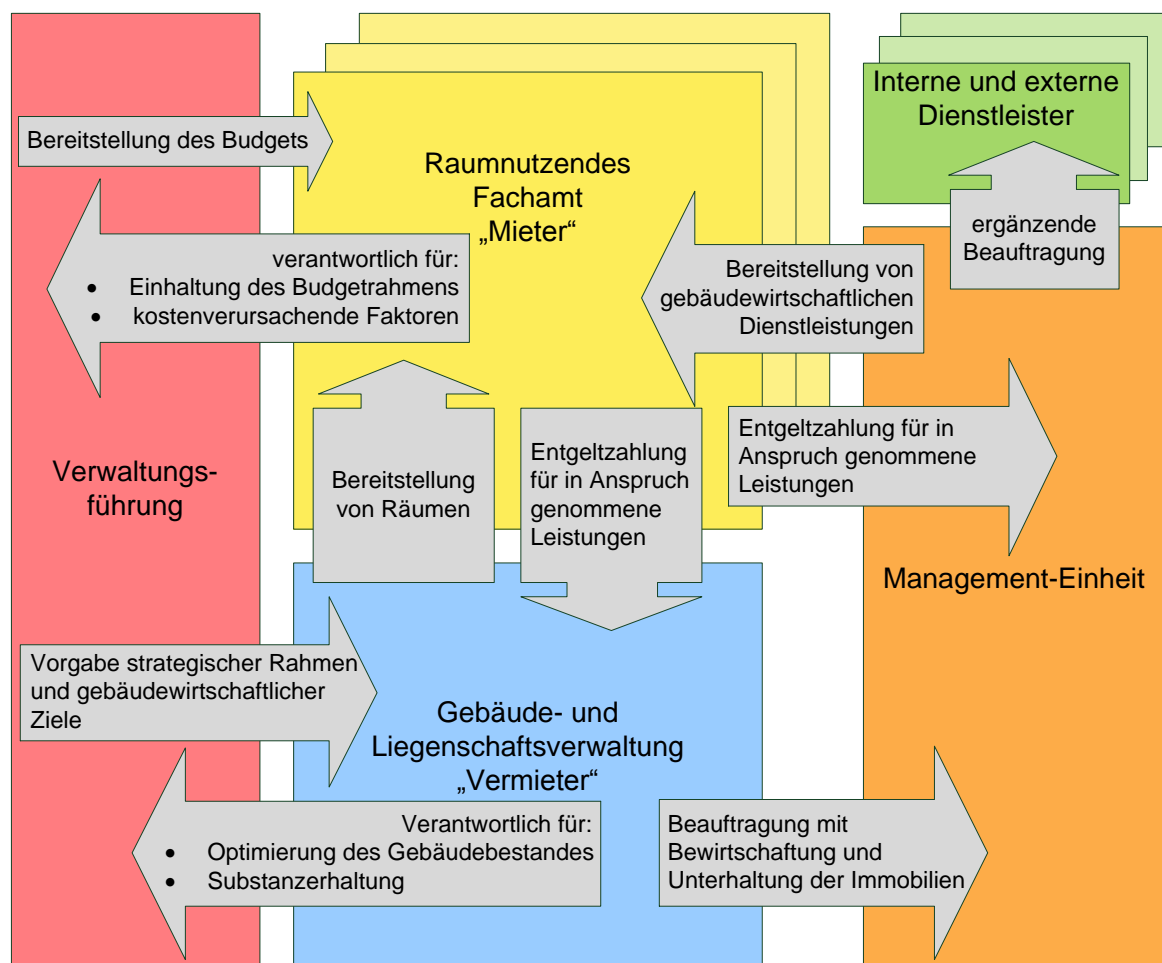 Interne und externe
Dienstleister
Bereitstellung des Budgets
Raumnutzendes
Fachamt
„Mieter“
ergänzende
Beauftragung
verantwortlich für:
• Einhaltung des Budgetrahmens
• kostenverursachende Faktoren
Bereitstellung von
gebäudewirtschaftlichen
Dienstleistungen
Verwaltungs-
führung
Bereitstellung
von Räumen
Entgeltzahlung
für in Anspruch
genommene
Leistungen
Entgeltzahlung für in
Anspruch genommene
Leistungen
Management-Einheit
Vorgabe strategischer Rahmen
und gebäudewirtschaftlicher
Ziele
Gebäude- und
Liegenschaftsverwaltung
„Vermieter“
Verantwortlich für:
• Optimierung des Gebäudebestandes
• Substanzerhaltung
Beauftragung mit
Bewirtschaftung und
Unterhaltung der Immobilien